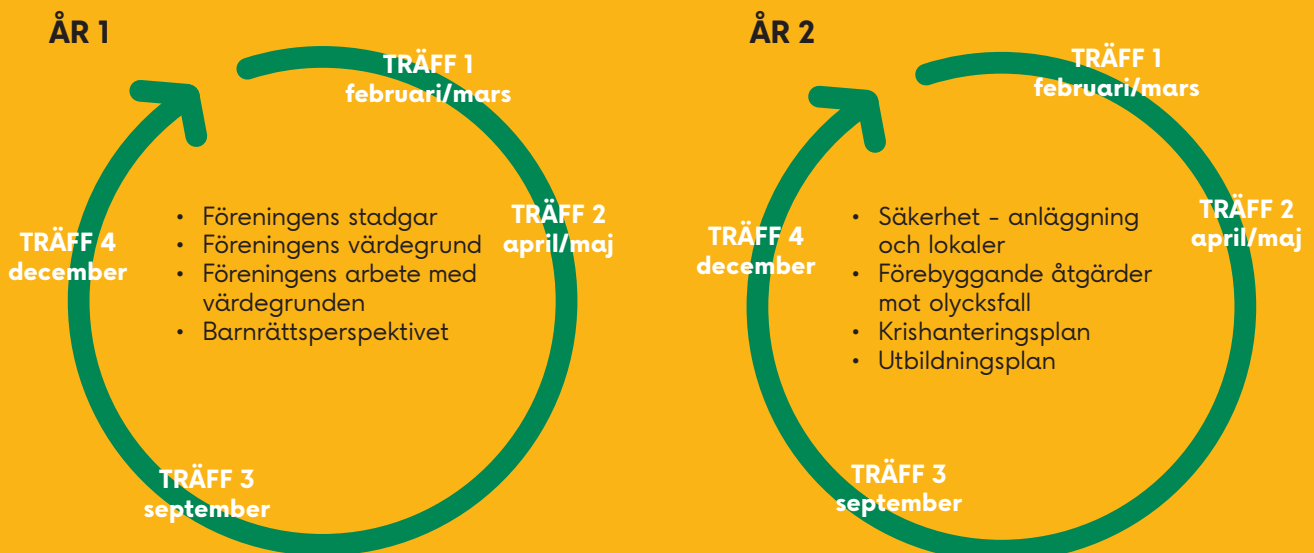 ÅR 1
TRÄFF 1
februari/mars
TRÄFF 2
april/maj
TRÄFF 3
september
TRÄFF 4
december
• Föreningens stadgar
• Föreningens värdegrund
• Föreningens arbete med
värdegrunden
• Barnrättsperspektivet
ÅR 2
TRÄFF 1
februari/mars
TRÄFF 2
april/maj
TRÄFF 3
september
TRÄFF 4
december
• Säkerhet - anläggning
och lokaler
• Förebyggande åtgärder
mot olycksfall
• Krishanteringsplan
• Utbildningsplan